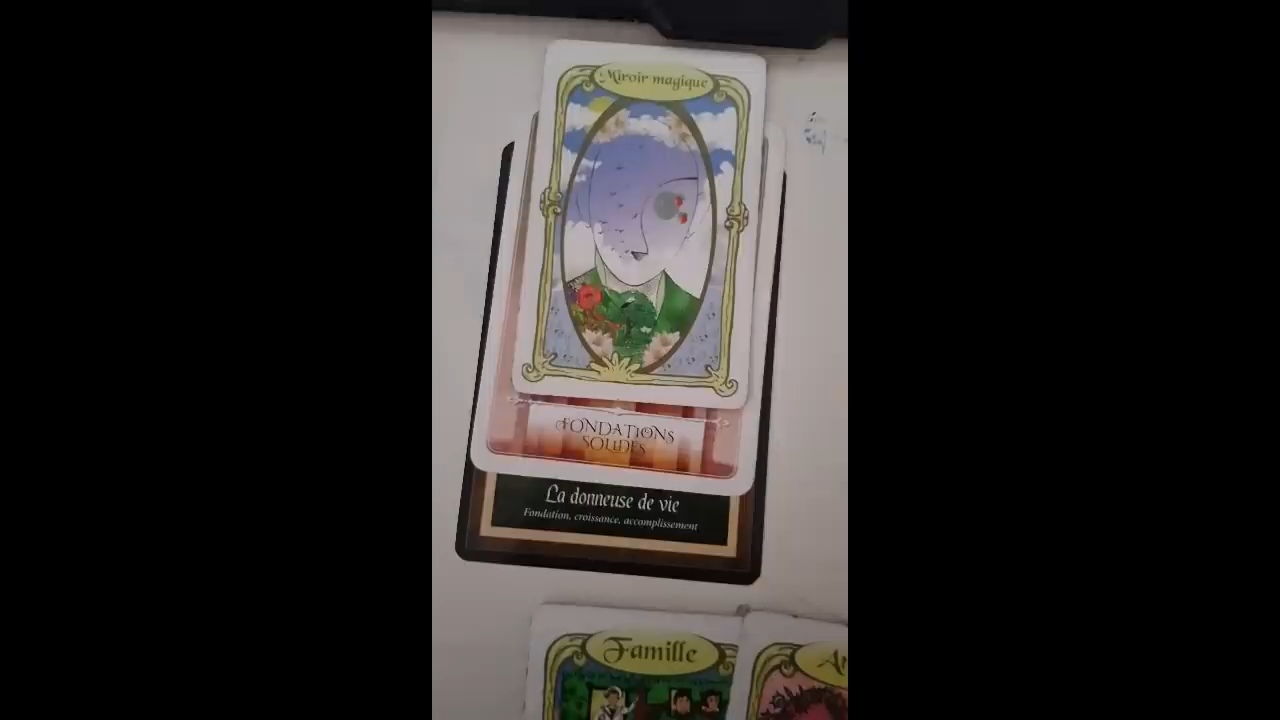 Miroir magique
FONDATIONS
SOLIDES
La donneuse de vie
Fondation, croissance, accomplissement
Famille